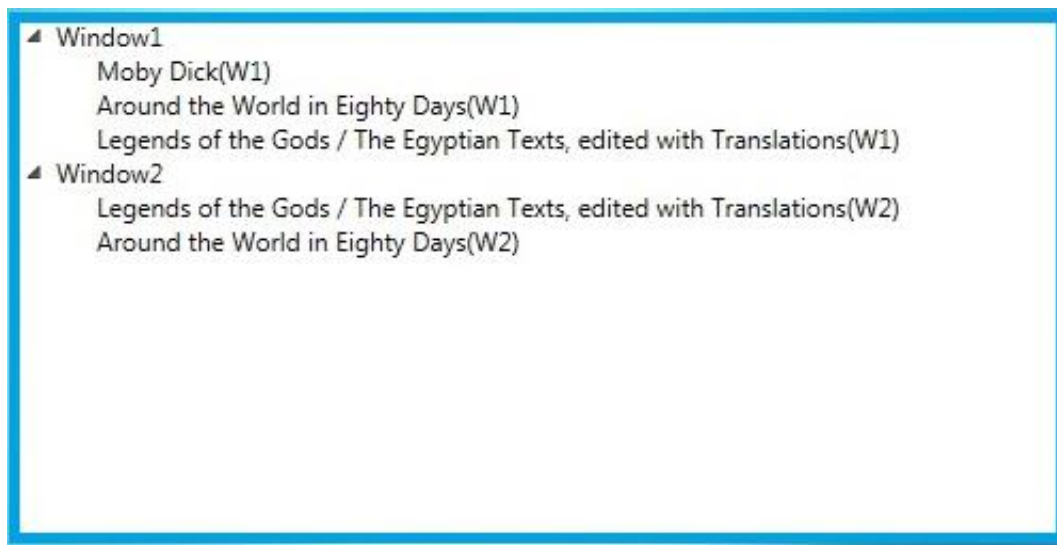 Window1
Moby Dick(W1)
Around the World in Eighty Days(W1)
Legends of the Gods / The Egyptian Texts, edited with Translations(W1)
Window2
Legends of the Gods / The Egyptian Texts, edited with Translations(W2)
Around the World in Eighty Days(W2)